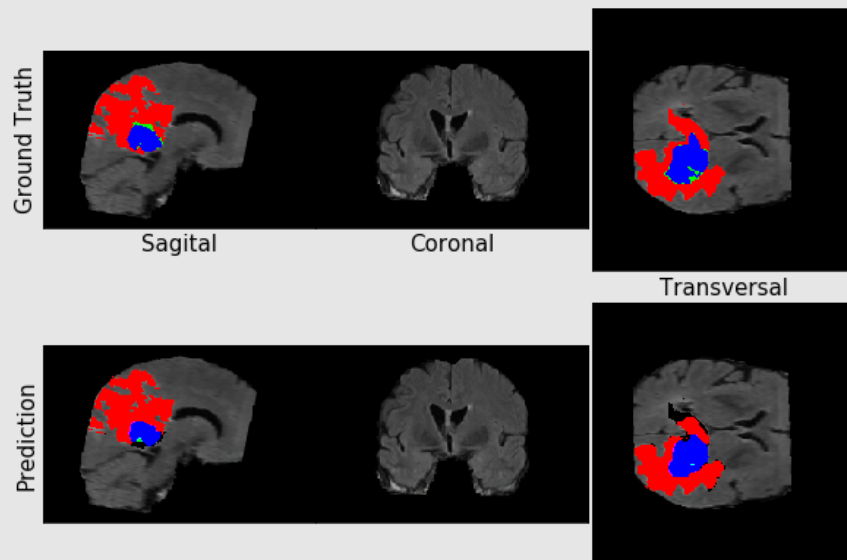 Ground Truth
Sagital
Coronal
Transversal
Prediction